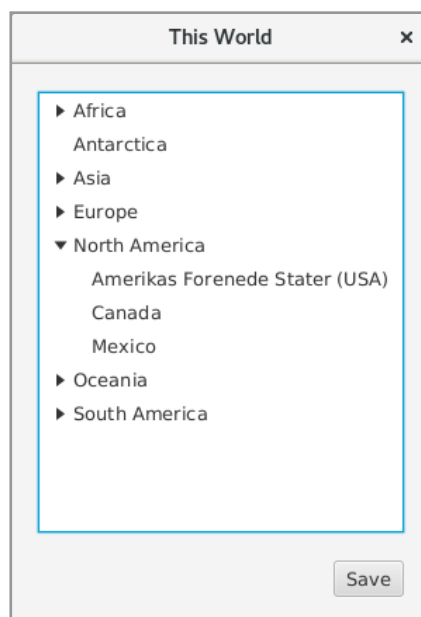 This World
Africa
Antarctica
Asia
Europe
North America
Amerikas Forenede Stater (USA)
Canada
Mexico
Oceania
South America
Save